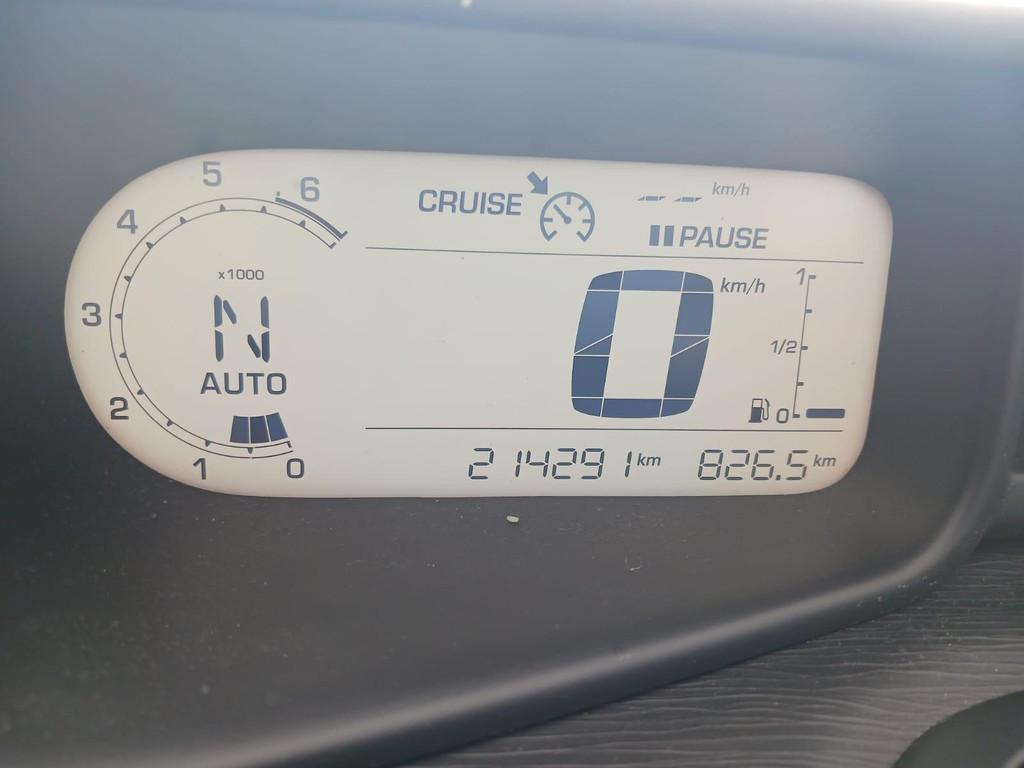 5 6
4
3
2
1 0
x1000
N
AUTO
CRUISE -- km/h
PAUSE
0 km/h
1
1/2
0
214291 km 826.5 km